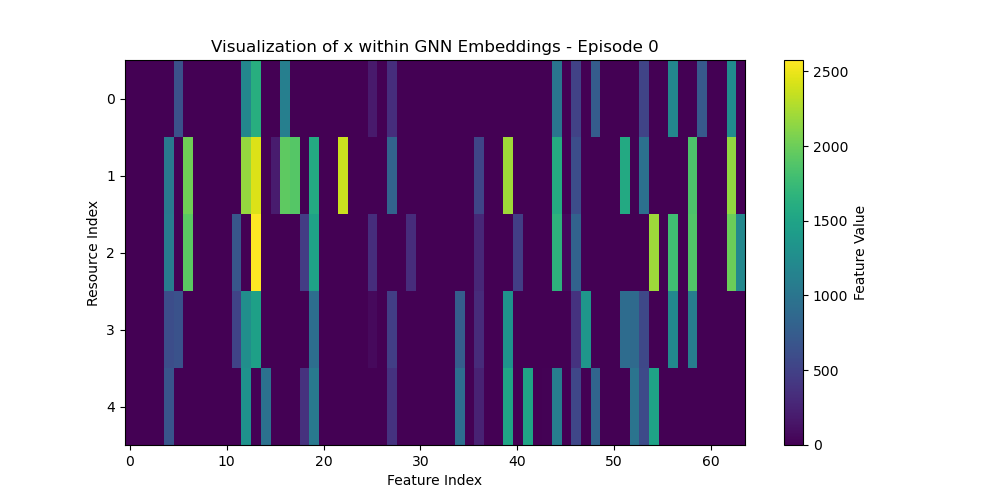 Visualization of x within GNN Embeddings - Episode 0
Resource Index
0
1
2
3
4
0 10 20 30 40 50 60
Feature Index
2500
2000
1500
1000
500
0
Feature Value